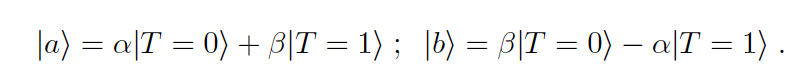 |a⟩ = α|T = 0⟩ + β|T = 1⟩ ; |b⟩ = β|T = 0⟩ − α|T = 1⟩ .